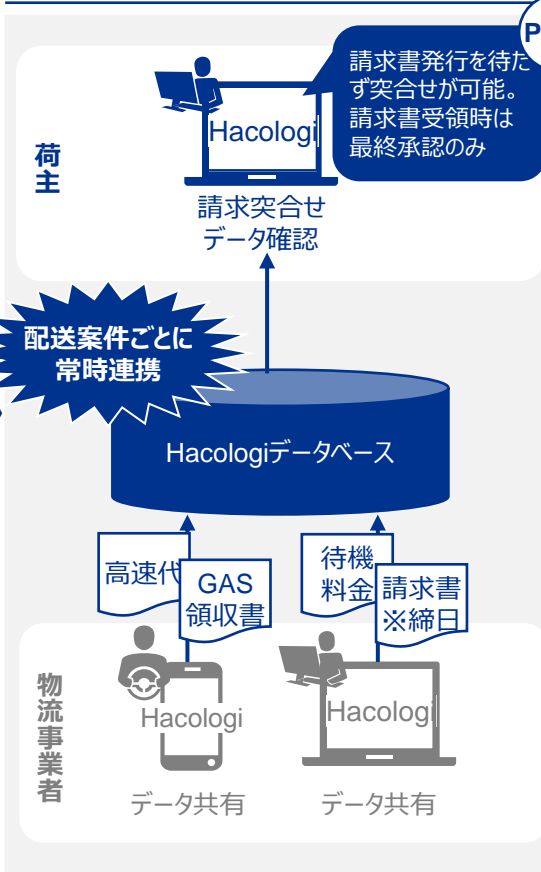 P
請求書発行を待た
ず突合せが可能。
請求書受領時は
最終承認のみ
Hacologi
荷主
請求突合せ
データ確認
配送案件ごとに
常時連携
Hacologiデータベース
高速代
GAS
領収書
待機
料金
請求書
※締日
物流事業者
Hacologi
データ共有
Hacologi
データ共有